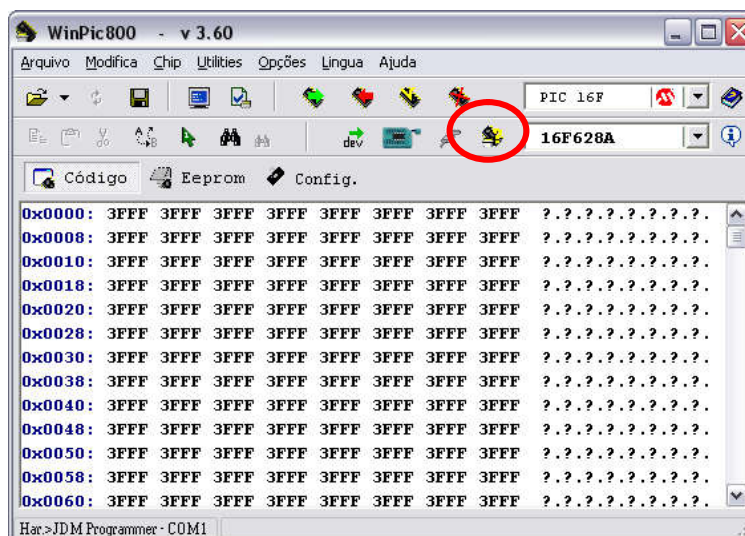 WinPic800 - v 3.60
Arquivo Modifica Chip Utilities Opções Lingua Ajuda
PIC 16F
dev 16F628A
Código Eeprom Config.
0x0000: 3FFF 3FFF 3FFF 3FFF 3FFF 3FFF 3FFF 3FFF ?.?.?.?.?.?.?.?.
0x0008: 3FFF 3FFF 3FFF 3FFF 3FFF 3FFF 3FFF 3FFF ?.?.?.?.?.?.?.?.
0x0010: 3FFF 3FFF 3FFF 3FFF 3FFF 3FFF 3FFF 3FFF ?.?.?.?.?.?.?.?.
0x0018: 3FFF 3FFF 3FFF 3FFF 3FFF 3FFF 3FFF 3FFF ?.?.?.?.?.?.?.?.
0x0020: 3FFF 3FFF 3FFF 3FFF 3FFF 3FFF 3FFF 3FFF ?.?.?.?.?.?.?.?.
0x0028: 3FFF 3FFF 3FFF 3FFF 3FFF 3FFF 3FFF 3FFF ?.?.?.?.?.?.?.?.
0x0030: 3FFF 3FFF 3FFF 3FFF 3FFF 3FFF 3FFF 3FFF ?.?.?.?.?.?.?.?.
0x0038: 3FFF 3FFF 3FFF 3FFF 3FFF 3FFF 3FFF 3FFF ?.?.?.?.?.?.?.?.
0x0040: 3FFF 3FFF 3FFF 3FFF 3FFF 3FFF 3FFF 3FFF ?.?.?.?.?.?.?.?.
0x0048: 3FFF 3FFF 3FFF 3FFF 3FFF 3FFF 3FFF 3FFF ?.?.?.?.?.?.?.?.
0x0050: 3FFF 3FFF 3FFF 3FFF 3FFF 3FFF 3FFF 3FFF ?.?.?.?.?.?.?.?.
0x0058: 3FFF 3FFF 3FFF 3FFF 3FFF 3FFF 3FFF 3FFF ?.?.?.?.?.?.?.?.
0x0060: 3FFF 3FFF 3FFF 3FFF 3FFF 3FFF 3FFF 3FFF ?.?.?.?.?.?.?.?.
Har.>JDM Programmer - COM1